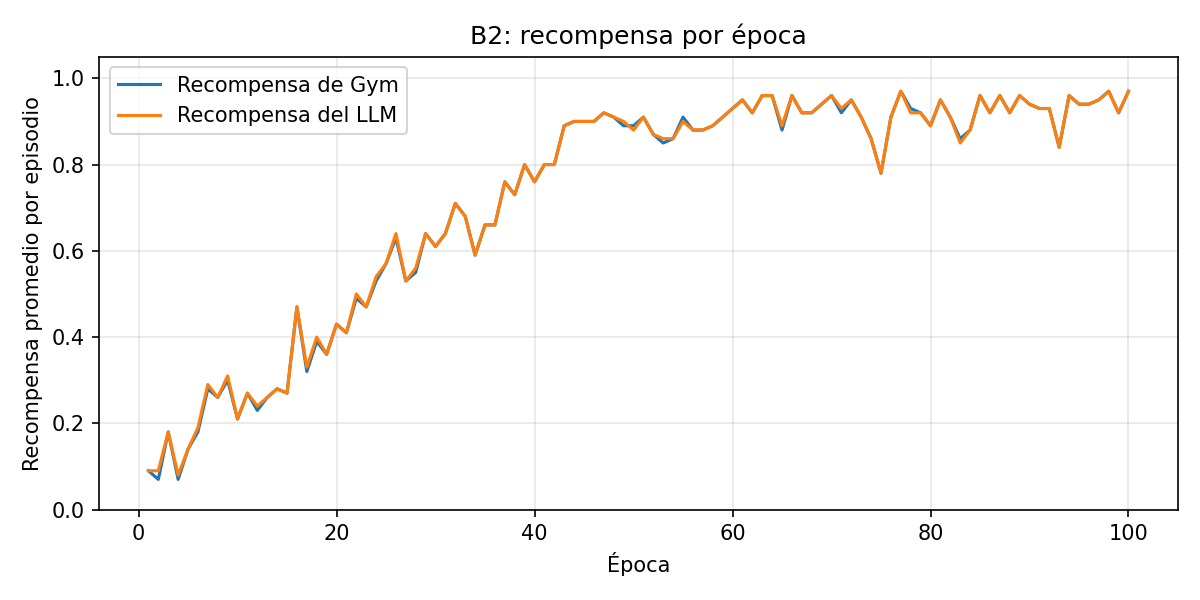 B2: recompensa por época
Recompensa de Gym
Recompensa del LLM
Recompensa promedio por episodio
1.0
0.8
0.6
0.4
0.2
0.0
0 20 40 60 80 100
Época